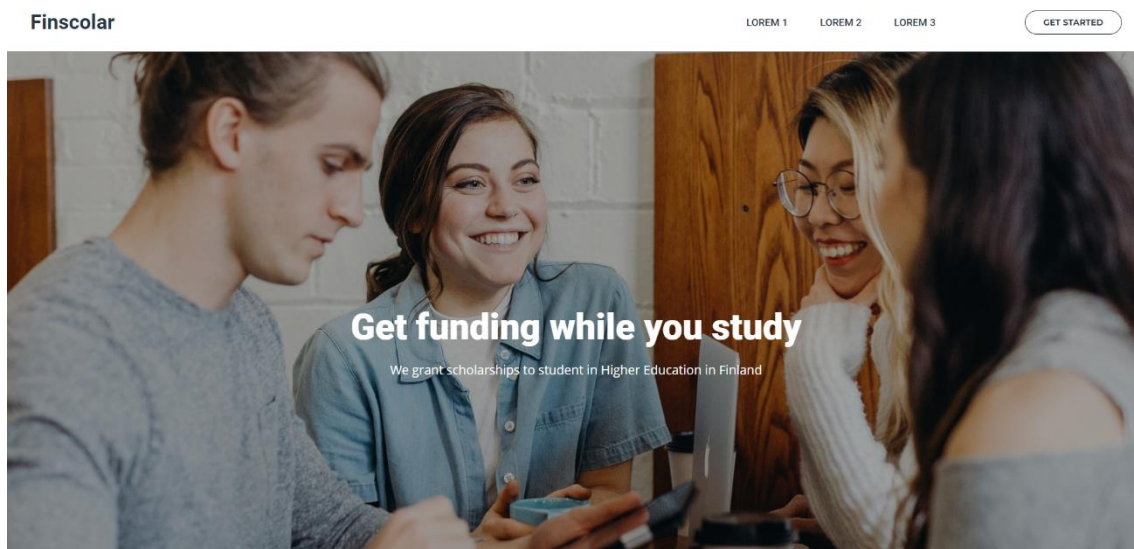 Finscolar
LOREM 1
LOREM 2
LOREM 3
GET STARTED
Get funding while you study
We grant scholarships to student in Higher Education in Finland